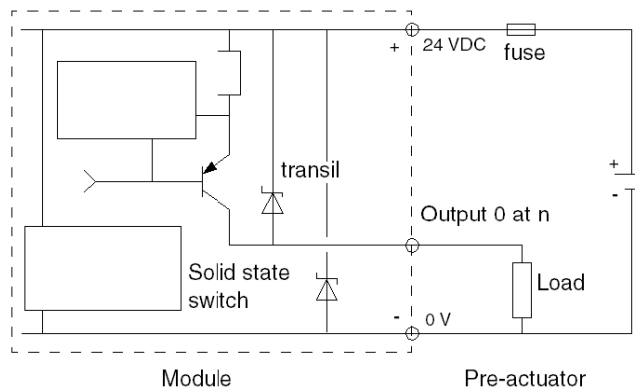 + 24 VDC
fuse
transil
+
-
Output 0 at n
Solid state
switch
Load
- 0 V
Module
Pre-actuator